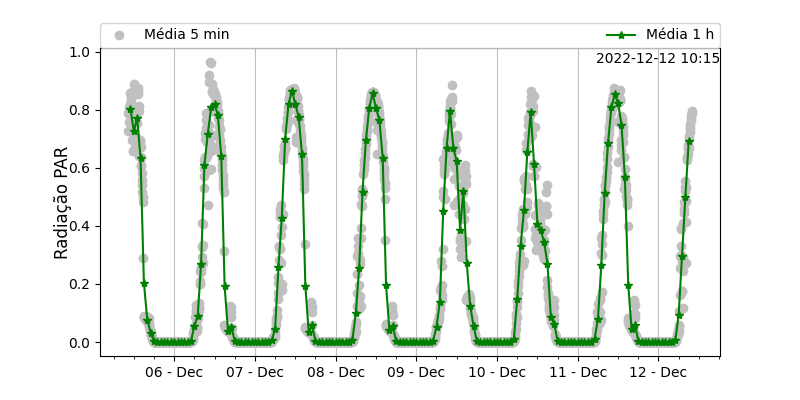 Média 5 min
Média 1 h
2022-12-12 10:15
Radiação PAR
1.0
0.8
0.6
0.4
0.2
0.0
06 - Dec
07 - Dec
08 - Dec
09 - Dec
10 - Dec
11 - Dec
12 - Dec